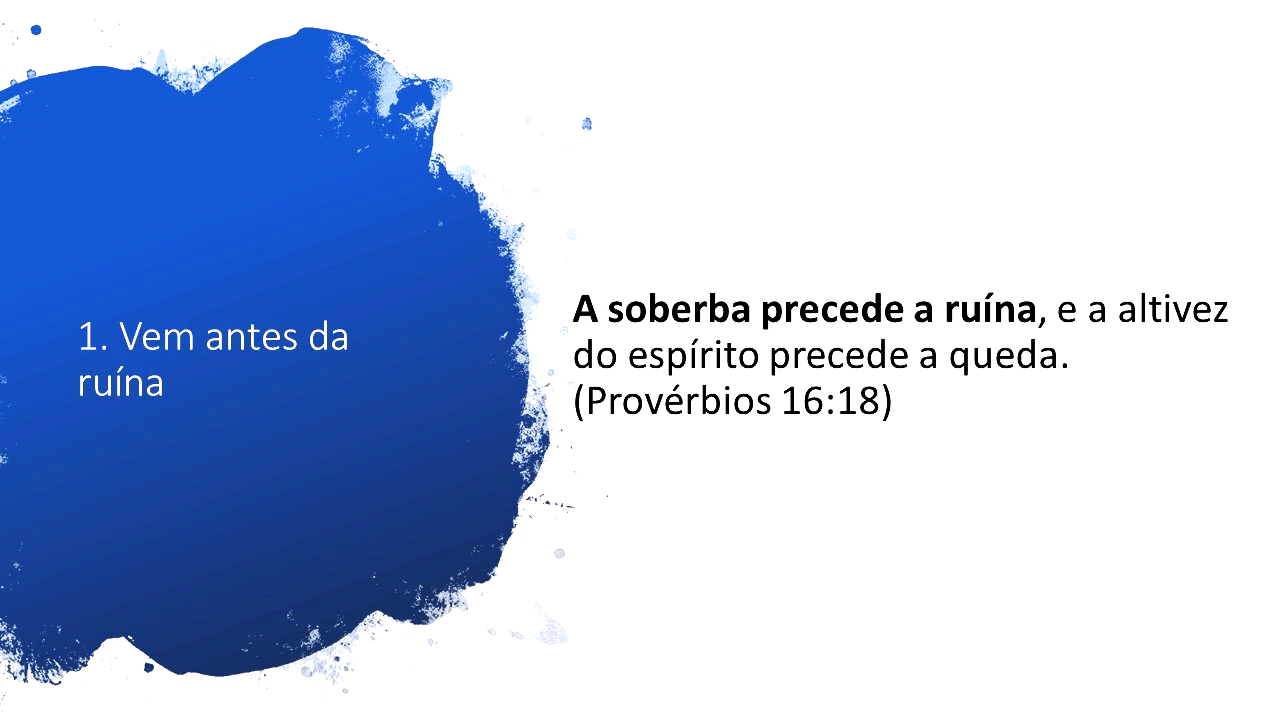 1. Vem antes da
ruína
A soberba precede a ruína, e a altivez
do espírito precede a queda.
(Provérbios 16:18)